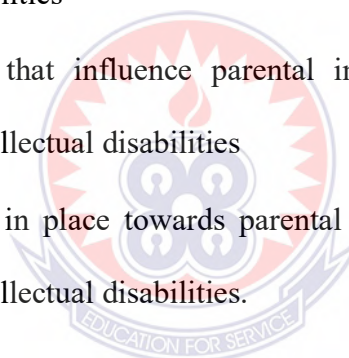 lities
that influence parental in
llectual disabilities
in place towards parental
llectual disabilities.
EDUCATION FOR SERVICE